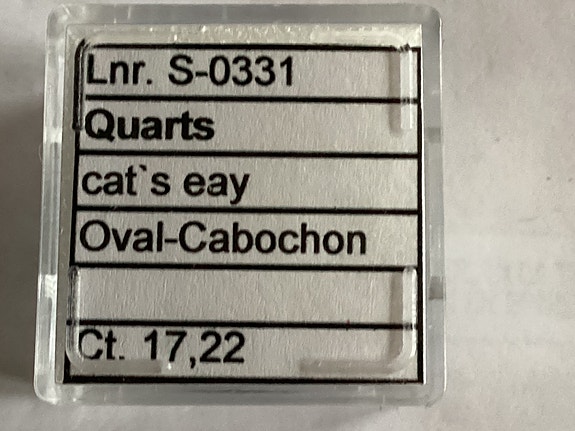 Lnr. S-0331
Quarts
cat`s eay
Oval-Cabochon
Ct. 17,22